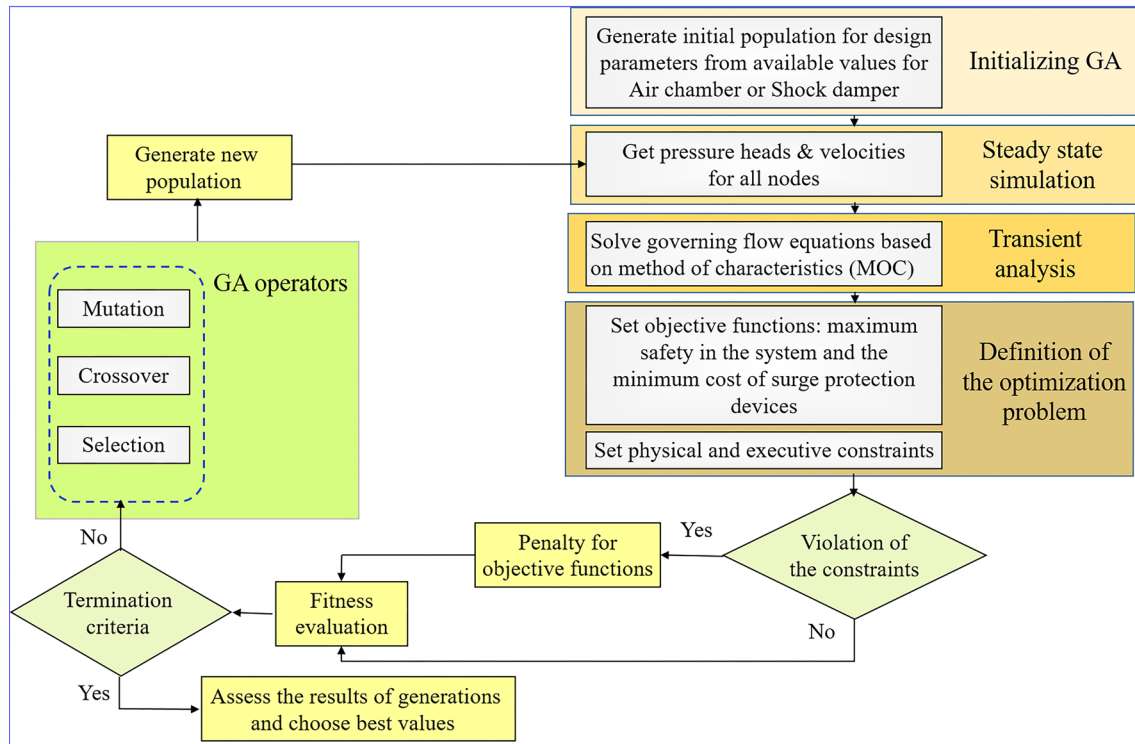 Generate initial population for design
parameters from available values for
Air chamber or Shock damper
Initializing GA
Generate new
population
Get pressure heads & velocities
for all nodes
Steady state
simulation
Solve governing flow equations based
on method of characteristics (MOC)
Transient
analysis
GA operators
Mutation
Crossover
Selection
Set objective functions: maximum
safety in the system and the
minimum cost of surge protection
devices
Set physical and executive constraints
Definition of
the optimization
problem
No
Termination
criteria
Yes
Penalty for
objective functions
Yes
Violation of
the constraints
No
Fitness
evaluation
Assess the results of generations
and choose best values